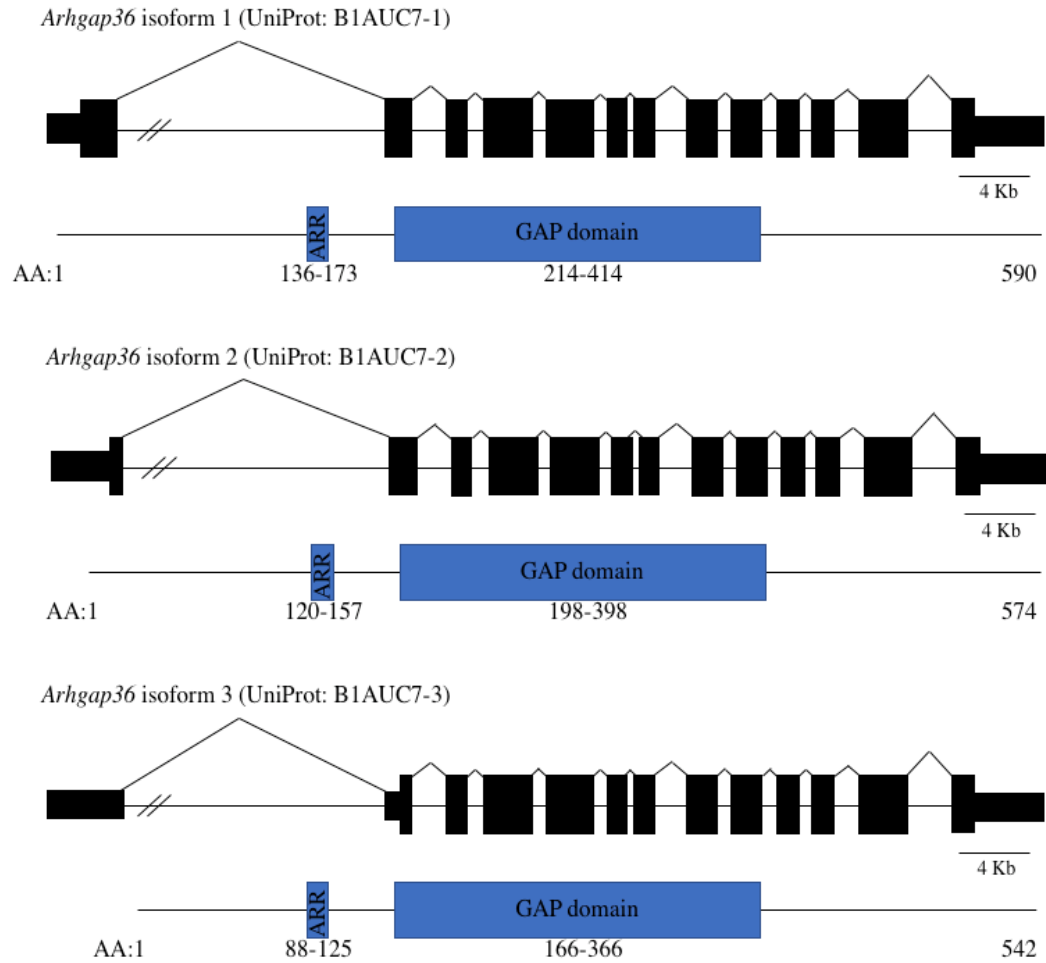 Arhgap36 isoform 1 (UniProt: B1AUC7-1)
4 Kb
ARR
GAP domain
AA:1
136-173
214-414
590
Arhgap36 isoform 2 (UniProt: B1AUC7-2)
4 Kb
ARR
GAP domain
AA:1
120-157
198-398
574
Arhgap36 isoform 3 (UniProt: B1AUC7-3)
4 Kb
ARR
GAP domain
AA:1
88-125
166-366
542